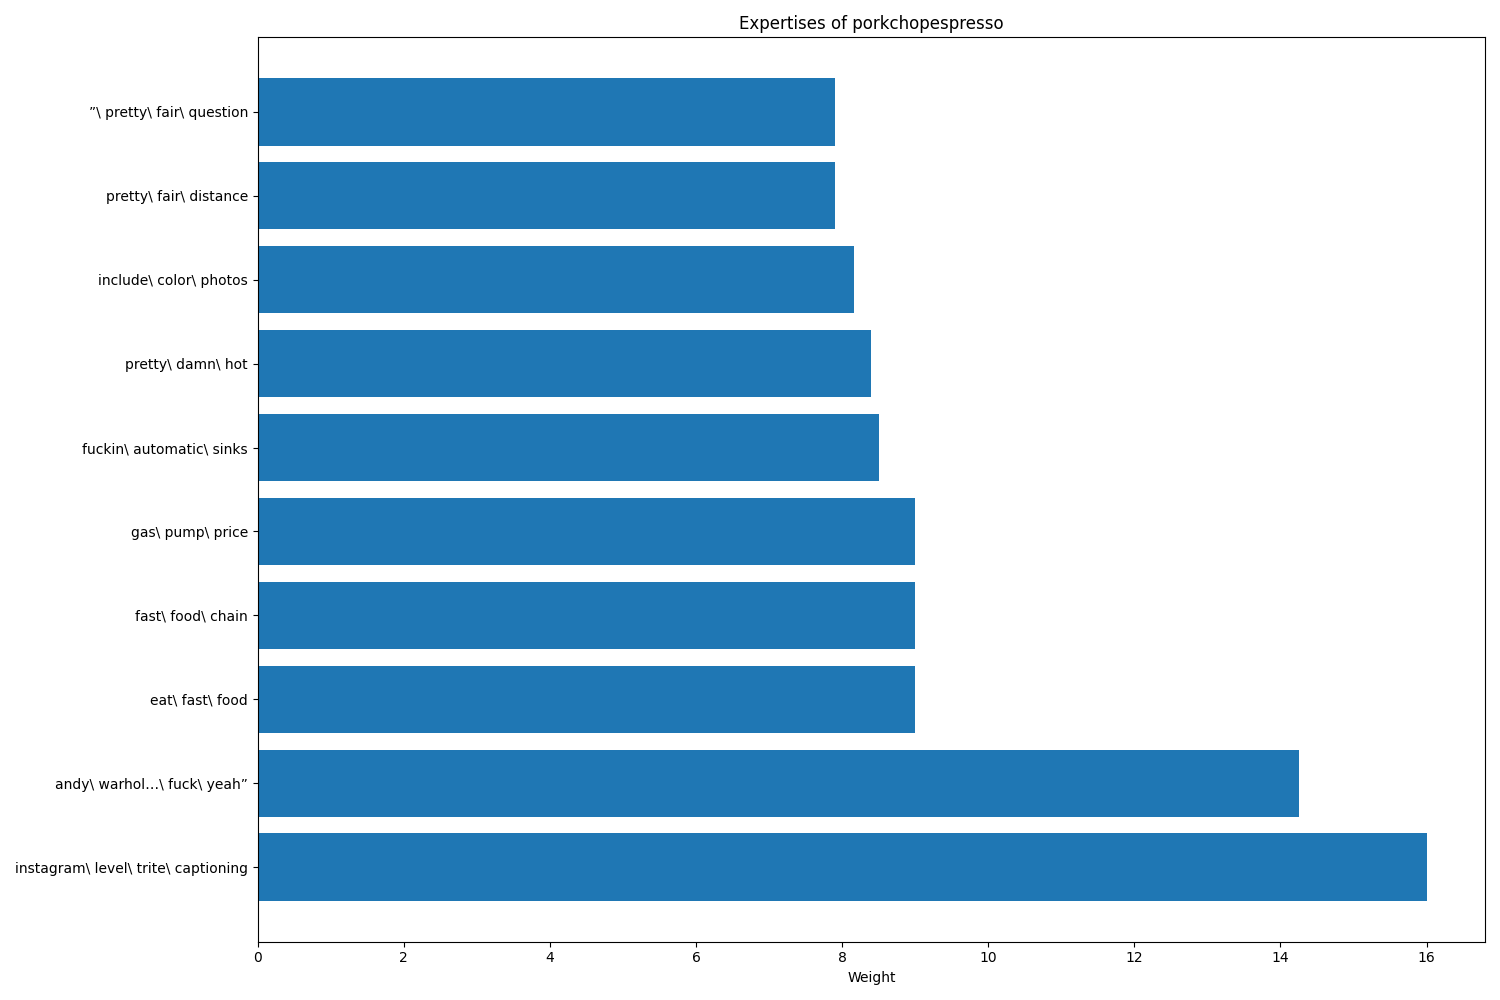 Expertises of porkchopespresso
”\ pretty\ fair\ question
pretty\ fair\ distance
include\ color\ photos
pretty\ damn\ hot
fuckin\ automatic\ sinks
gas\ pump\ price
fast\ food\ chain
eat\ fast\ food
andy\ warhol…\ fuck\ yeah”
instagram\ level\ trite\ captioning
0 2 4 6 8 10 12 14 16
Weight